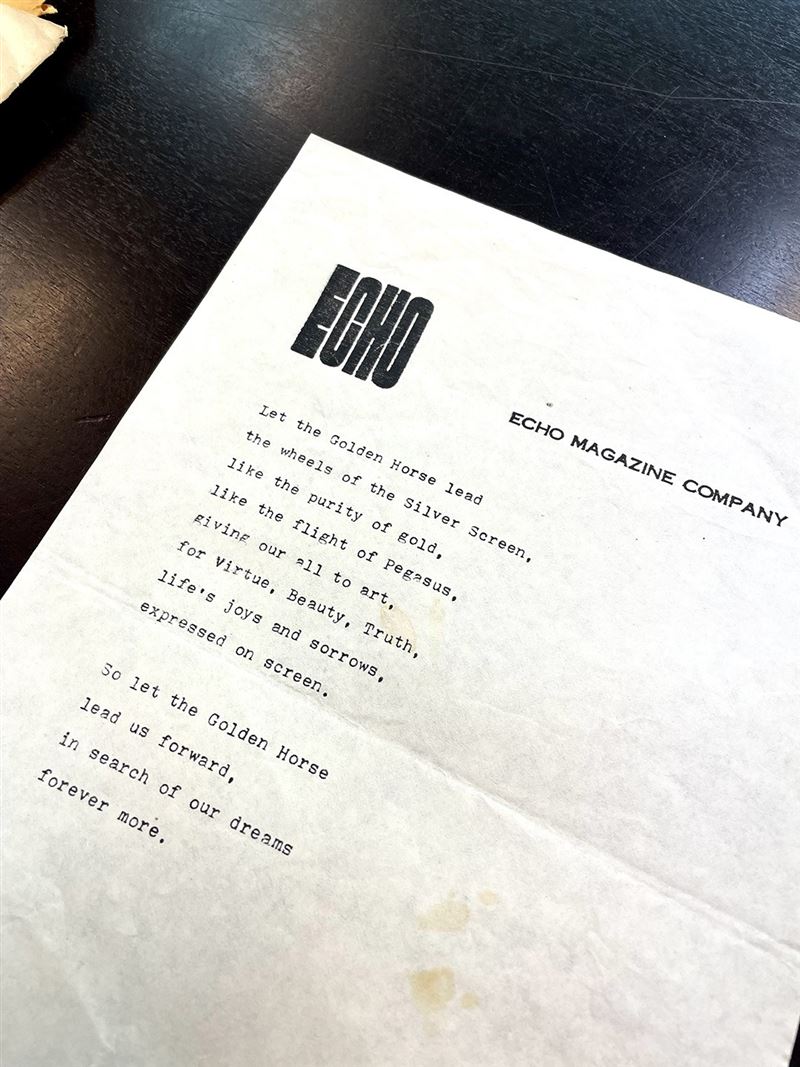 ECHO
ECHO MAGAZINE COMPANY
Let the Golden Horse lead
the wheels of the Silver Screen,
like the purity of gold,
like the flight of Pegasus,
giving our all to art,
for Virtue, Beauty, Truth,
life's joys and sorrows,
expressed on screen.
So let the Golden Horse
lead us forward,
in search of our dreams
forever more.